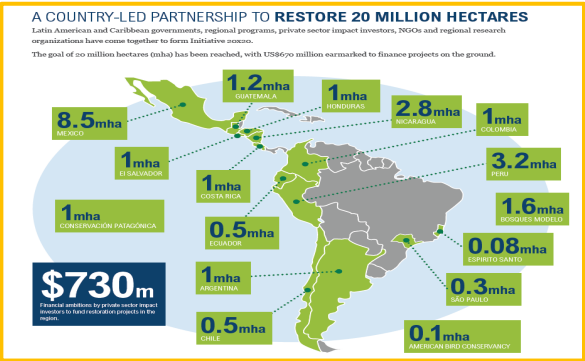 A COUNTRY-LED PARTNERSHIP TO RESTORE 20 MILLION HECTARES
Latin American and Caribbean governments, regional programs, private sector impact investors, NGOs and regional research
organizations have come together to form Initiative 20x20.
The goal of 20 million hectares (mha) has been reached, with US$670 million earmarked to finance projects on the ground.
1.2mha
GUATEMALA
1mha
HONDURAS
8.5mha
MEXICO
2.8mha
NICARAGUA
1mha
COLOMBIA
1mha
El SALVADOR
3.2mha
PERU
1mha
COSTA RICA
1.6mha
BOSQUES MODELO
1mha
CONSERVACIÓN PATAGÓNICA
0.5mha
ECUADOR
0.08mha
ESPIRITO SANTO
$730m
Financial ambitions by private sector impact
investors to fund restoration projects in the
region.
1mha
ARGENTINA
0.3mha
SÃO PAULO
0.5mha
CHILE
0.1mha
AMERICAN BIRD CONSERVANCY